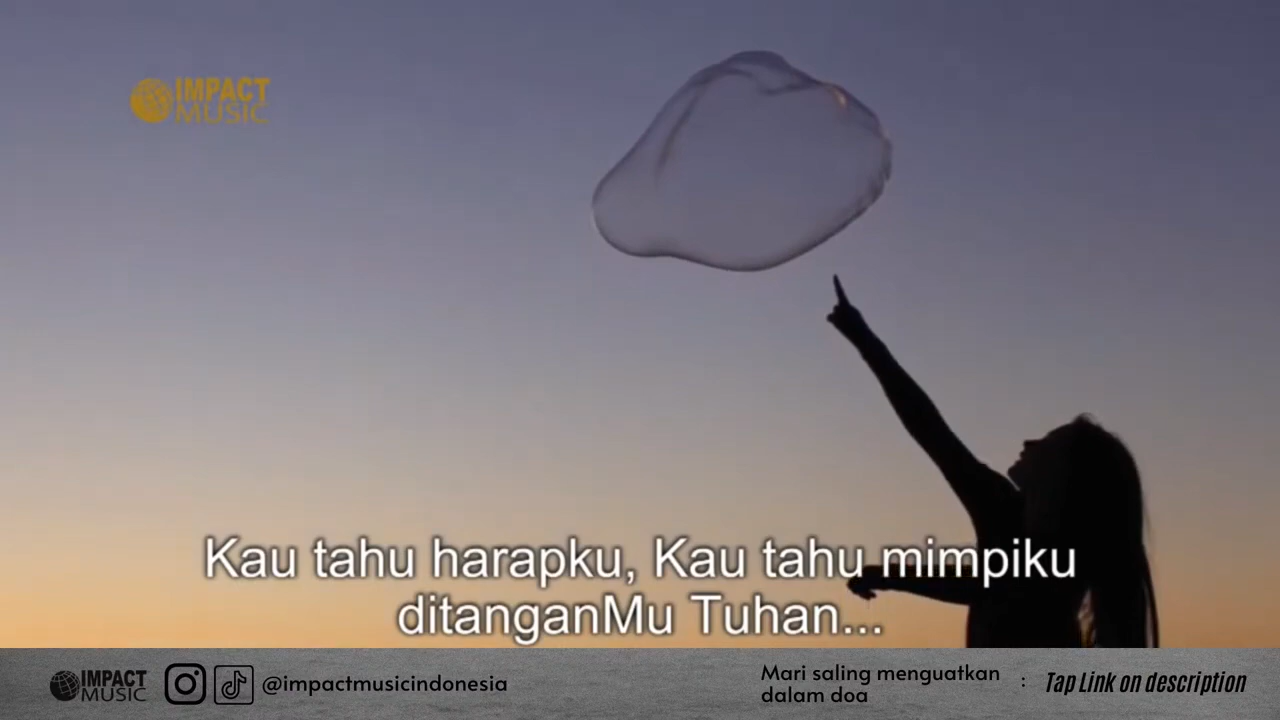 IMPACT
MUSIC
Kau tahu harapku, Kau tahu mimpiku
ditanganMu Tuhan...
IMPACT
MUSIC
@impactmusicindonesia
Mari saling menguatkan
dalam doa
: Tap Link on description